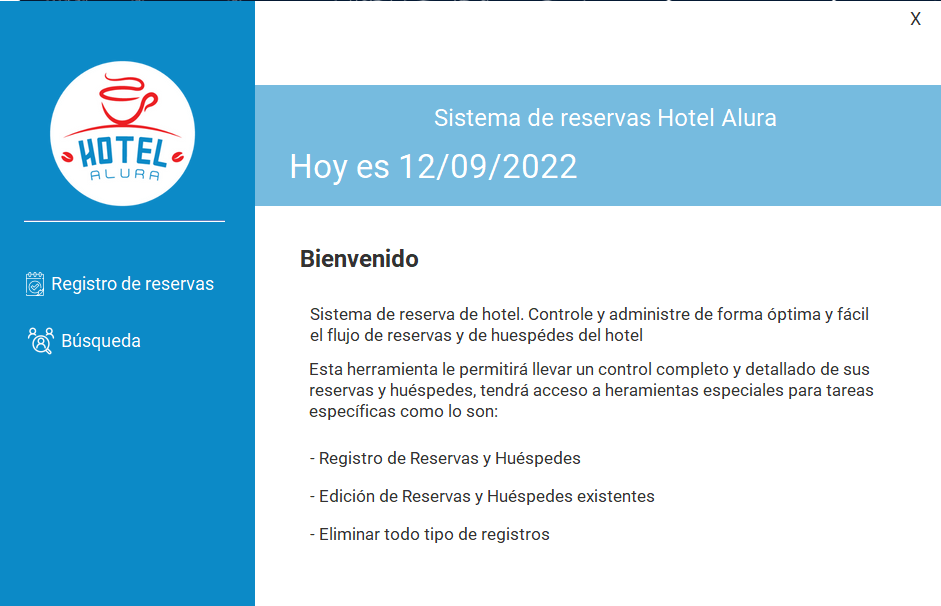 X
HOTEL
ALURA
Registro de reservas
Búsqueda
Sistema de reservas Hotel Alura
Hoy es 12/09/2022
Bienvenido
Sistema de reserva de hotel. Controle y administre de forma óptima y fácil
el flujo de reservas y de huespédes del hotel
Esta herramienta le permitirá llevar un control completo y detallado de sus
reservas y huéspedes, tendrá acceso a heramientas especiales para tareas
específicas como lo son:
- Registro de Reservas y Huéspedes
- Edición de Reservas y Huéspedes existentes
- Eliminar todo tipo de registros